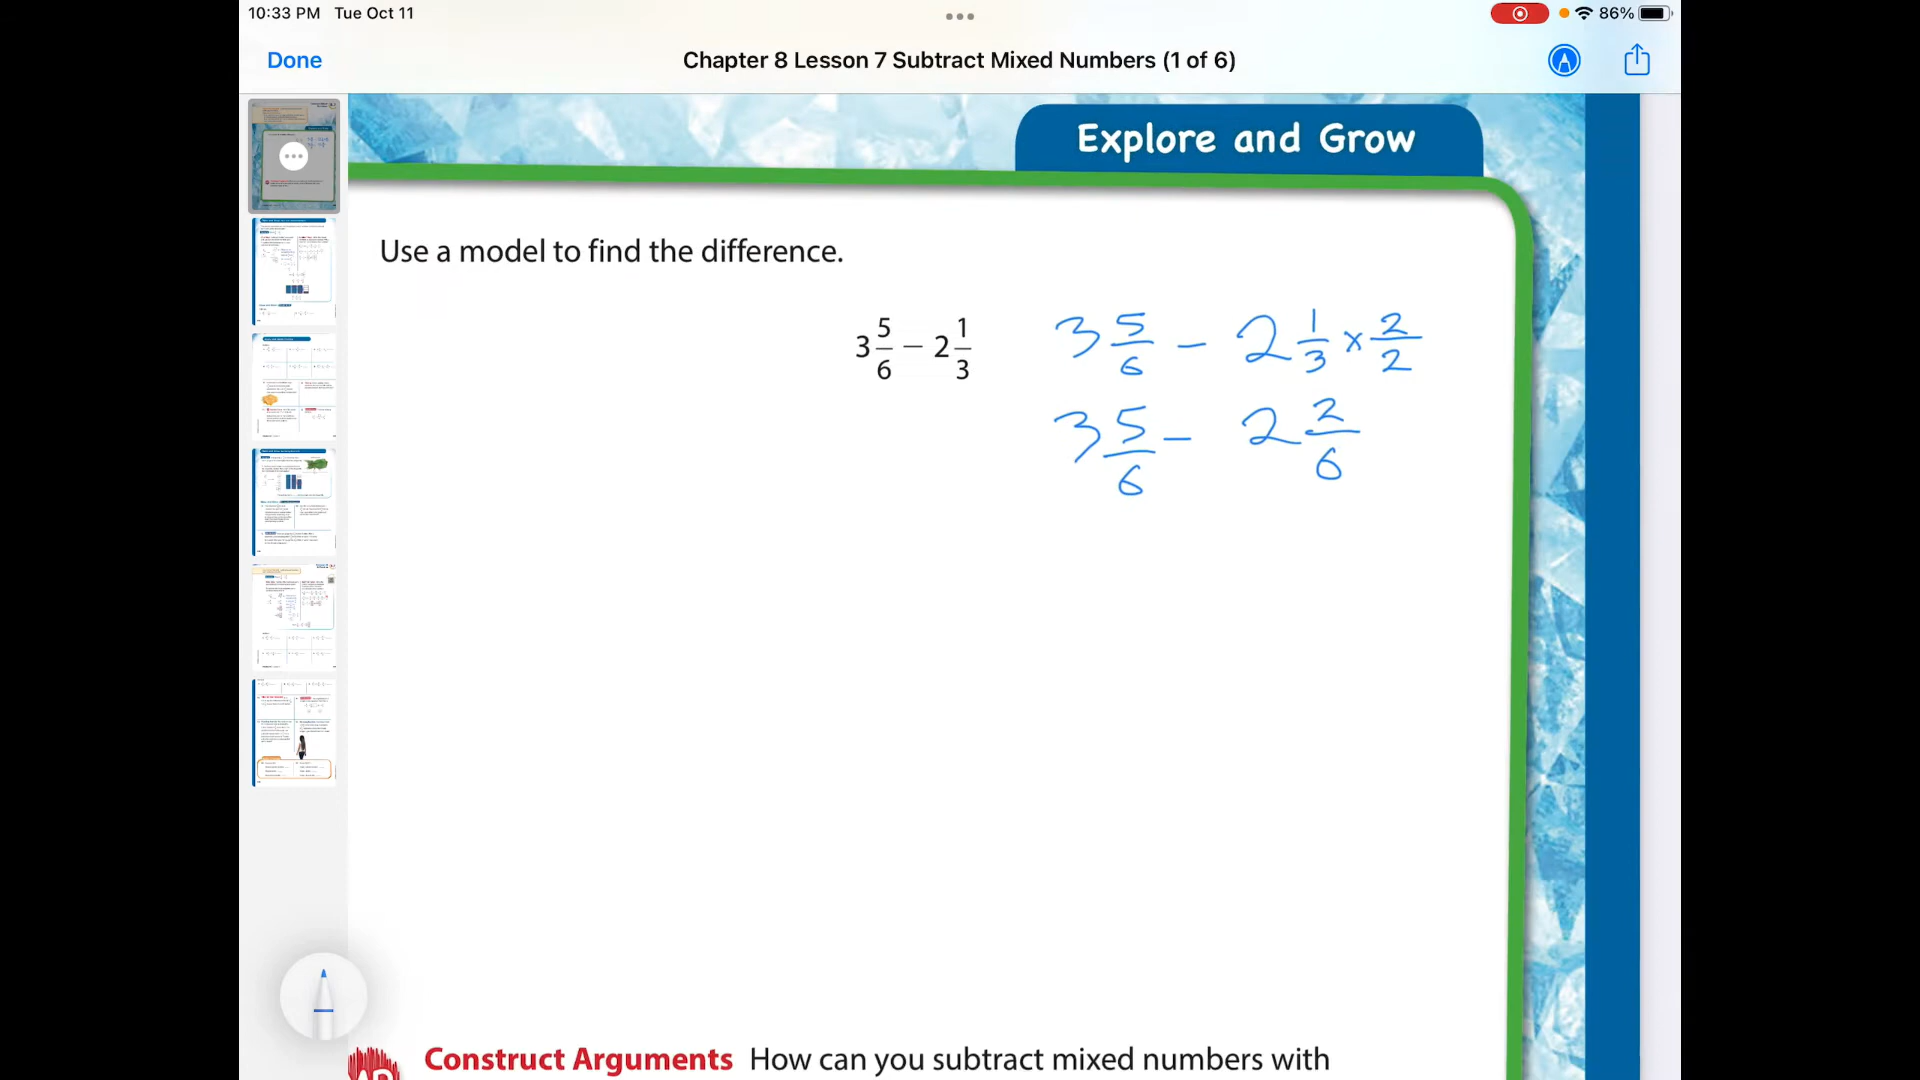 10:33 PM Tue Oct 11
86%
Done
Chapter 8 Lesson 7 Subtract Mixed Numbers (1 of 6)
Explore and Grow
Use a model to find the difference.
3 5/6 − 2 1/3
3 5/6 − 2 1/3 × 2/2
3 5/6 − 2 2/6
Construct Arguments How can you subtract mixed numbers with